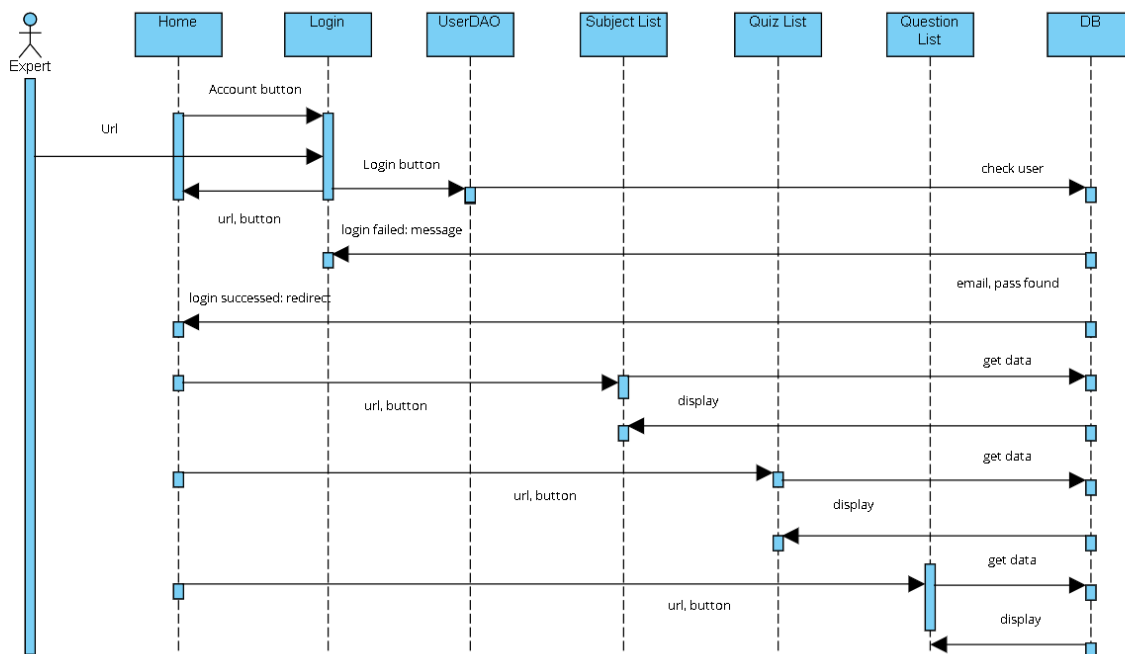 Home
Login
UserDAO
Subject List
Quiz List
Question
List
DB
Expert
Account button
Url
Login button
check user
url, button
login failed: message
email, pass found
login successed: redirect
get data
url, button
display
get data
url, button
display
get data
url, button
display